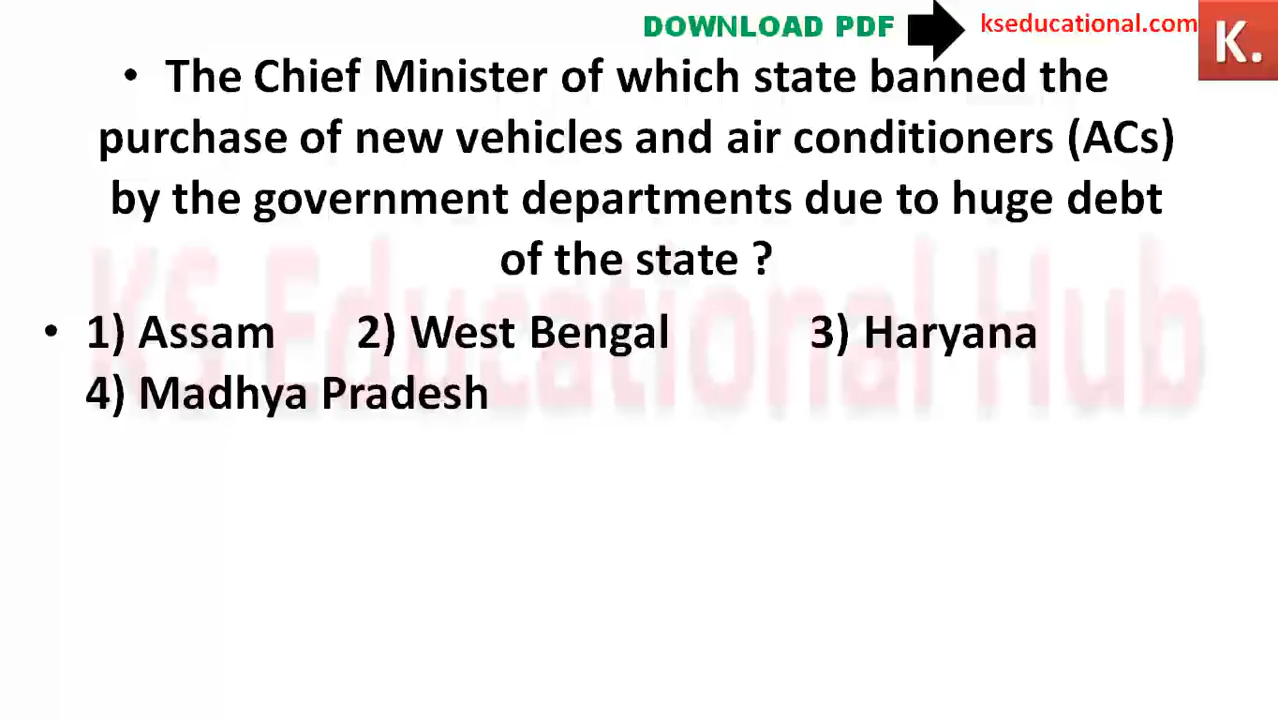 DOWNLOAD PDF kseducational.com K.
• The Chief Minister of which state banned the
purchase of new vehicles and air conditioners (ACs)
by the government departments due to huge debt
of the state ?
KS Educational Hub
• 1) Assam 2) West Bengal 3) Haryana
4) Madhya Pradesh